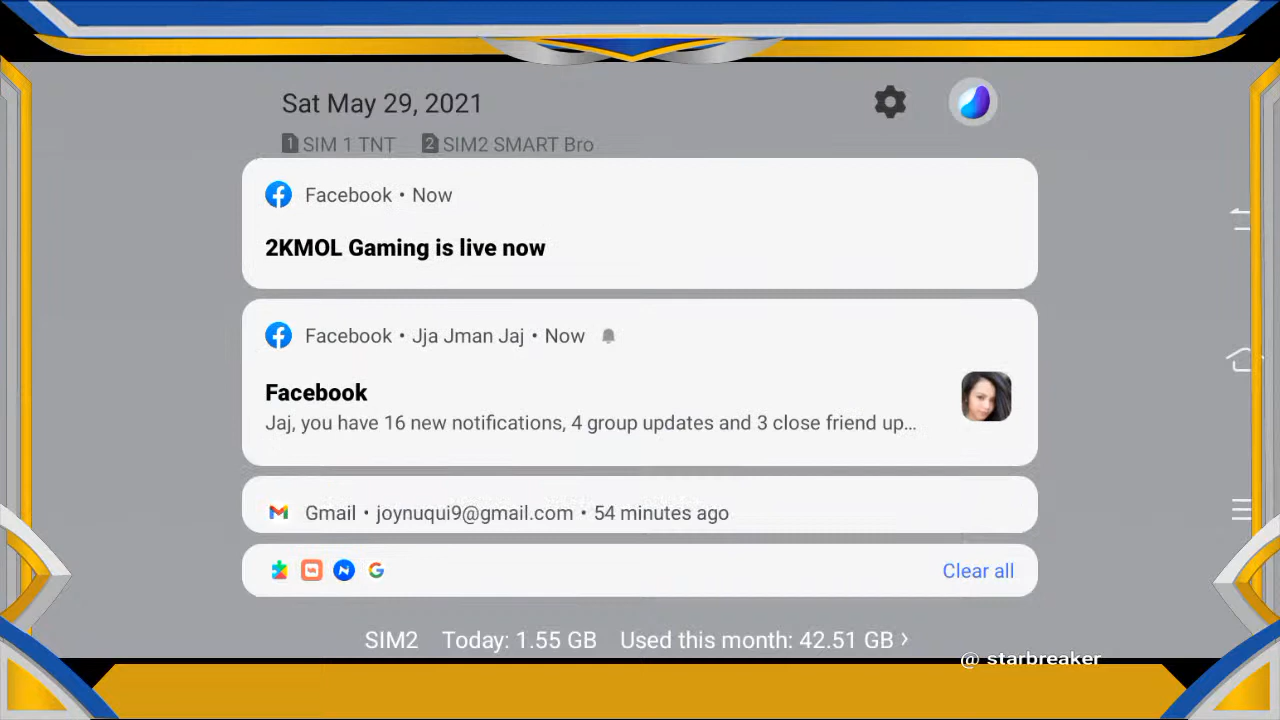 Sat May 29, 2021
1 SIM 1 TNT 2 SIM2 SMART Bro
Facebook • Now
2KMOL Gaming is live now
Facebook • Jja Jman Jaj • Now
Facebook
Jaj, you have 16 new notifications, 4 group updates and 3 close friend up...
Gmail • joynuqui9@gmail.com • 54 minutes ago
Clear all
SIM2 Today: 1.55 GB Used this month: 42.51 GB ›
@ starbreaker